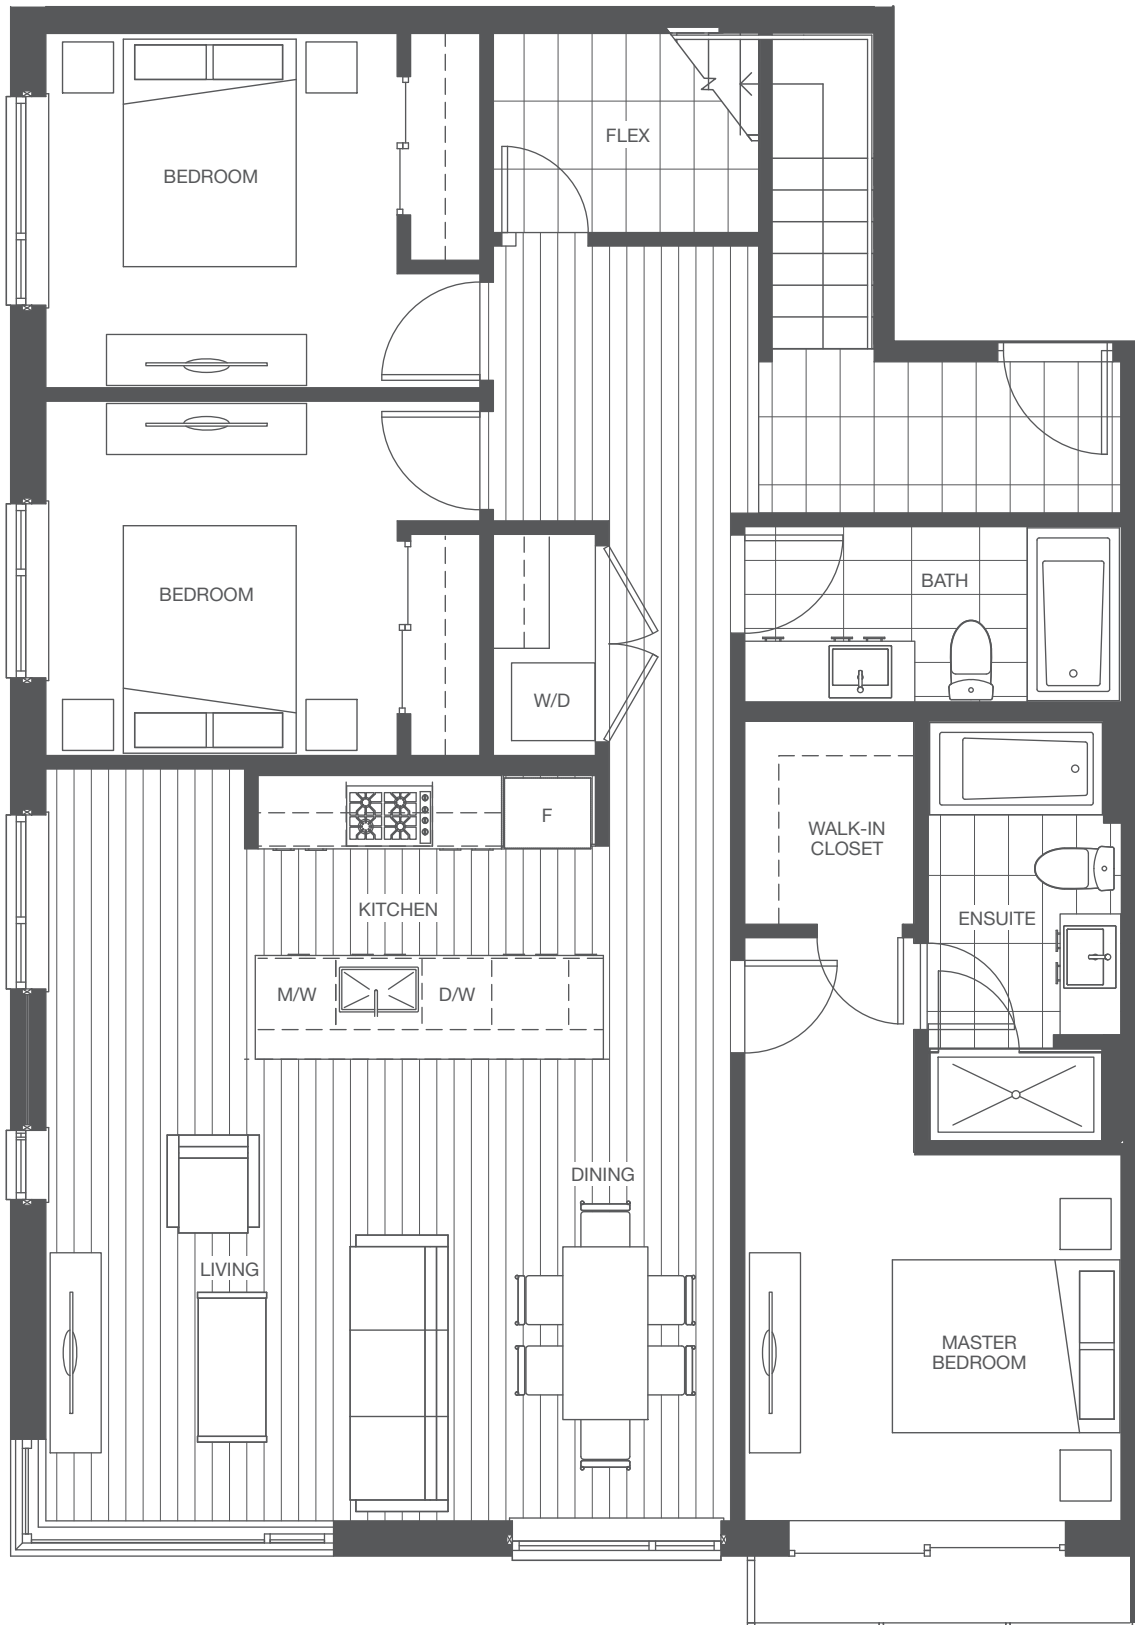 FLEX
BEDROOM
BATH
BEDROOM
W/D
F
WALK-IN
CLOSET
KITCHEN
ENSUITE
M/W
D/W
DINING
LIVING
MASTER
BEDROOM